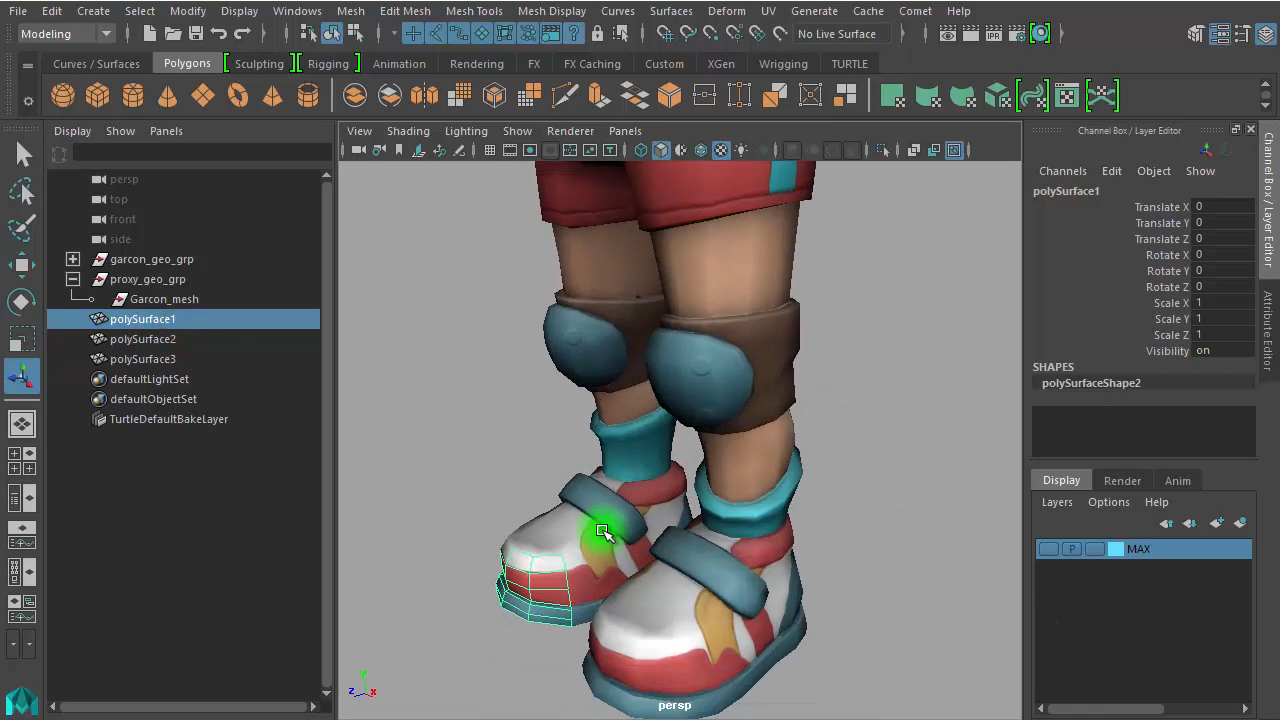 File Edit Create Select Modify Display Windows Mesh Edit Mesh Mesh Tools Mesh Display Curves Surfaces Deform UV Generate Cache Comet Help
Modeling No Live Surface
Curves / Surfaces Polygons Sculpting Rigging Animation Rendering FX FX Caching Custom XGen Wrigging TURTLE
Display Show Panels
View Shading Lighting Show Renderer Panels
Channel Box / Layer Editor
persp
top
front
side
garcon_geo_grp
proxy_geo_grp
Garcon_mesh
polySurface1
polySurface2
polySurface3
defaultLightSet
defaultObjectSet
TurtleDefaultBakeLayer
persp
Channels Edit Object Show
polySurface1
Translate X 0
Translate Y 0
Translate Z 0
Rotate X 0
Rotate Y 0
Rotate Z 0
Scale X 1
Scale Y 1
Scale Z 1
Visibility on
SHAPES
polySurfaceShape2
Display Render Anim
Layers Options Help
P MAX
Channel Box / Layer Editor
Attribute Editor
y
z x
IPR